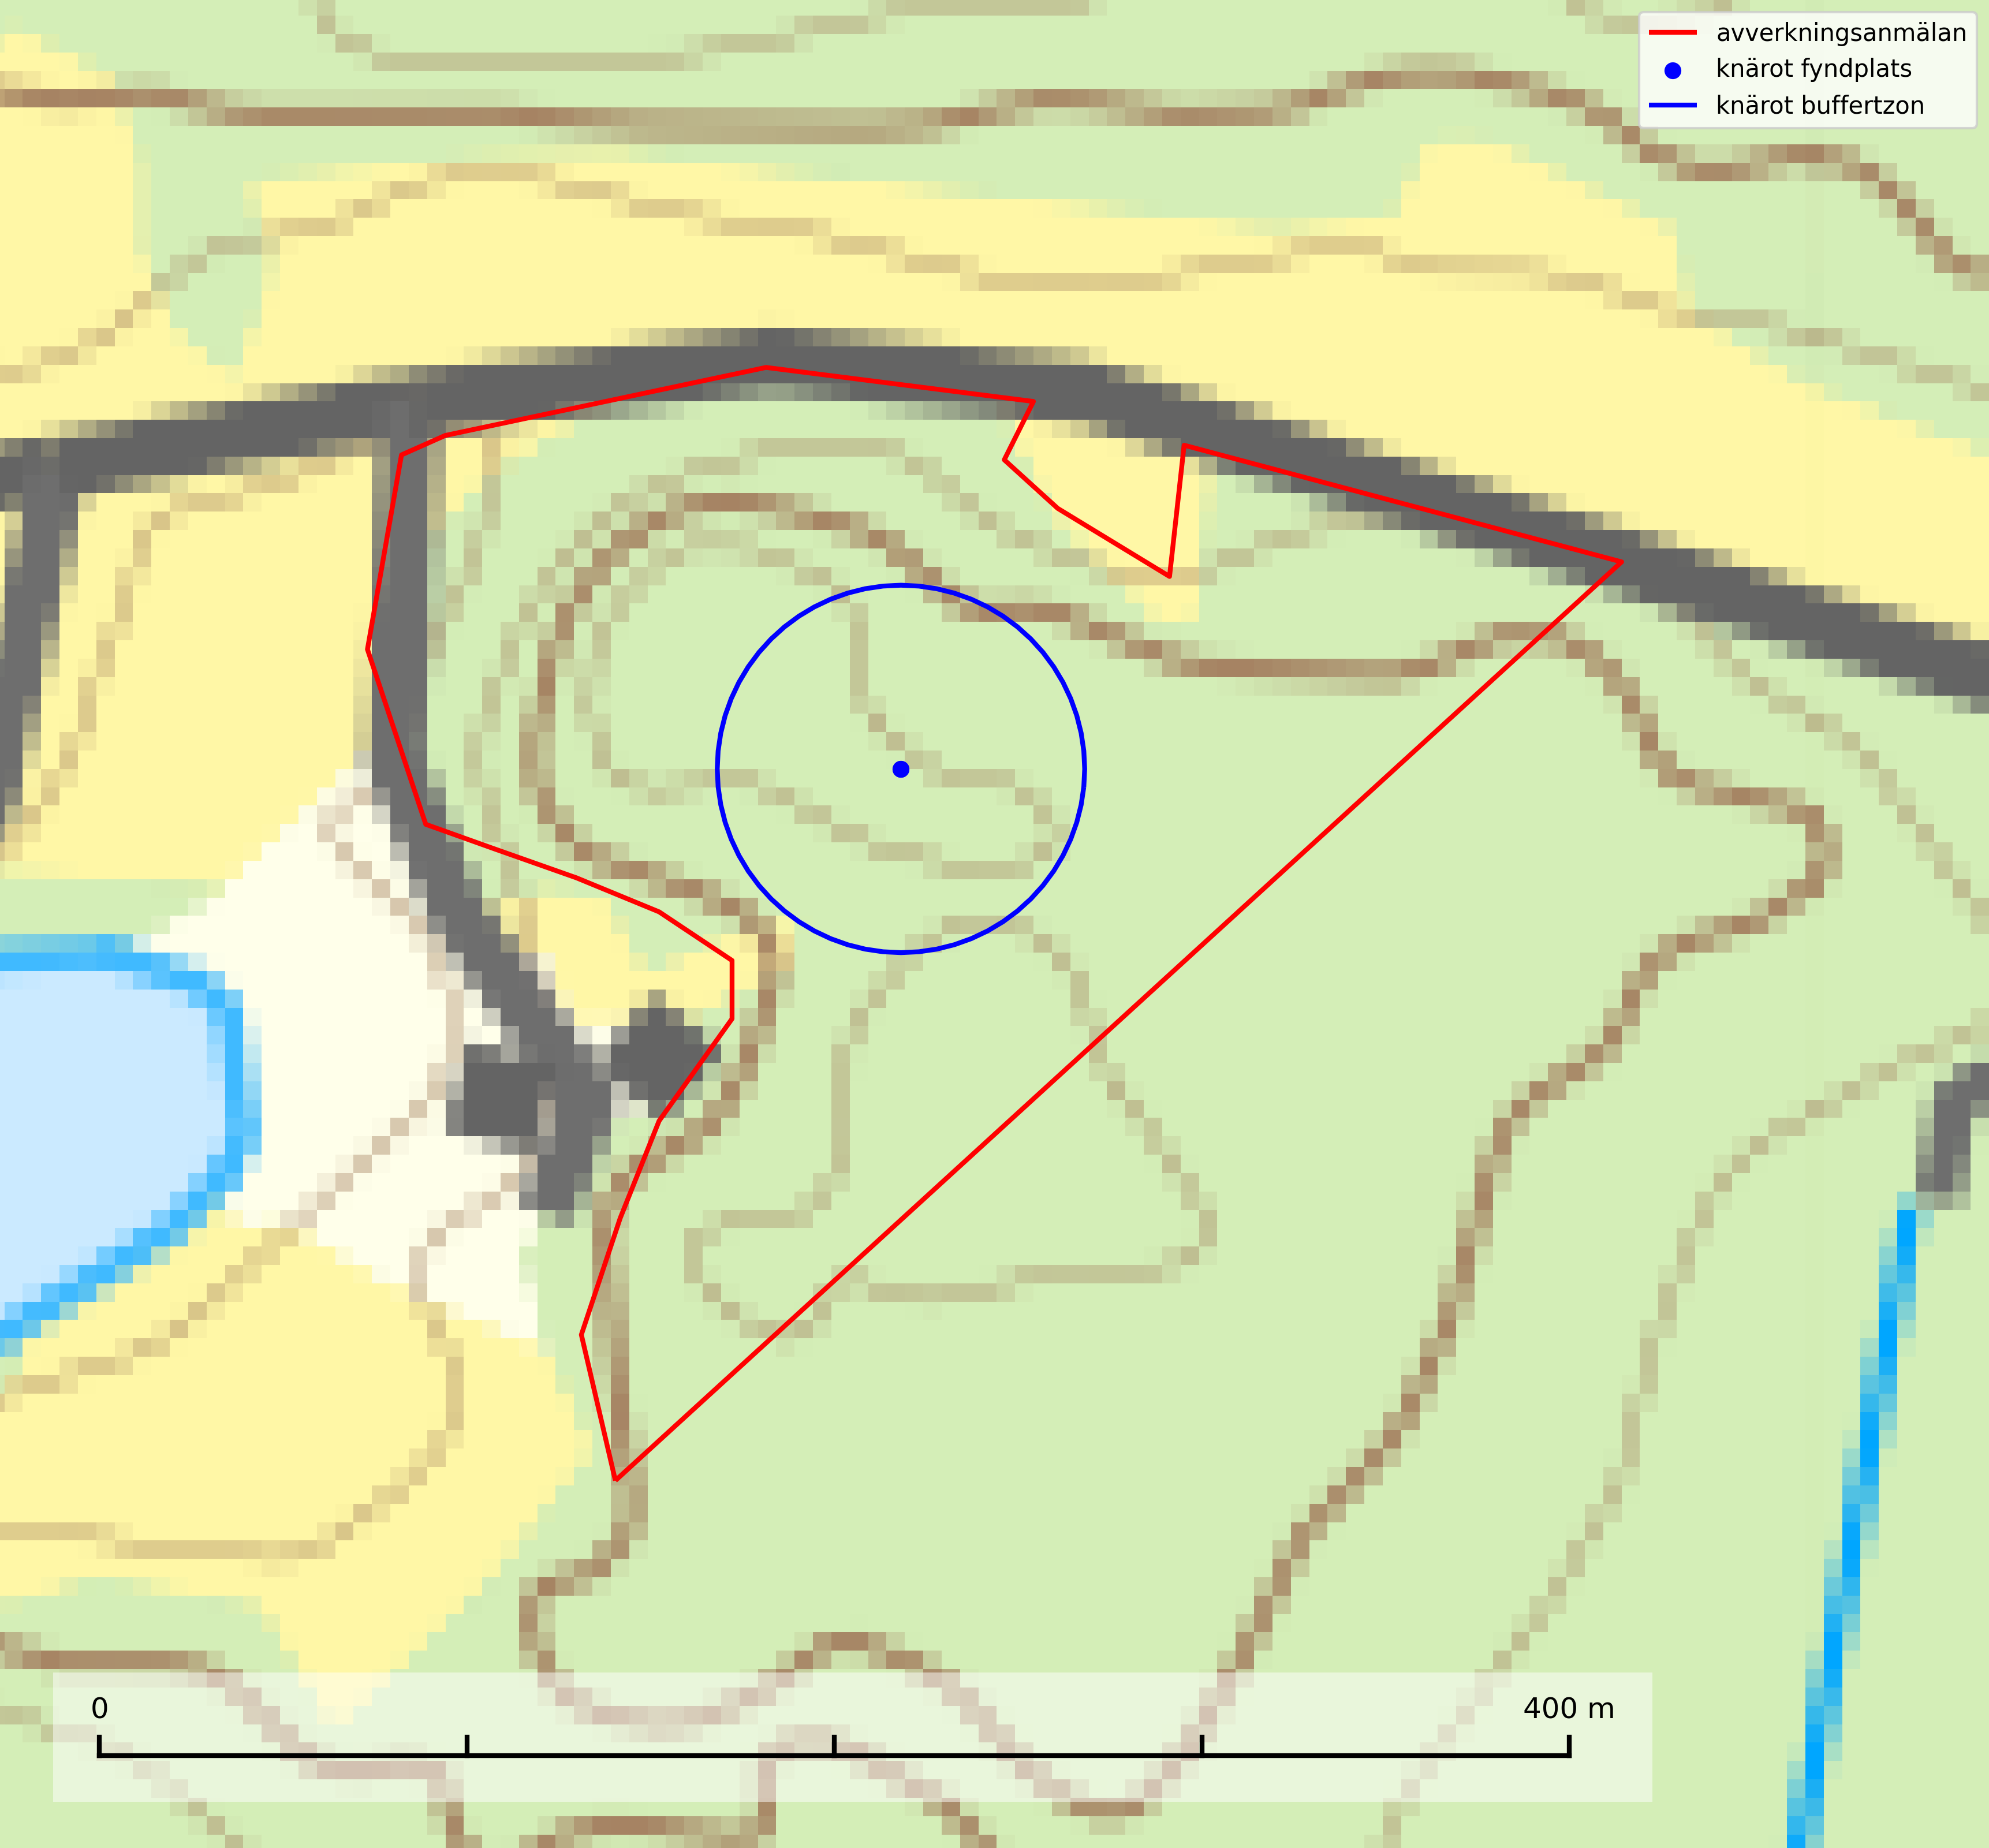 avverkningsanmälan
knärot fyndplats
knärot buffertzon
0
400 m